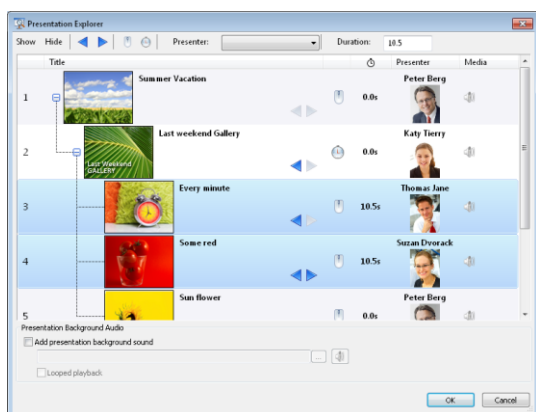 Presentation Explorer
Show Hide Presenter: Duration: 10.5
Title Presenter Media
1 Summer Vacation 0.0s Peter Berg
2 Last weekend Gallery 0.0s Katy Tierry
Last Weekend
GALLERY
3 Every minute 10.5s Thomas Jane
4 Some red 10.5s Suzan Dvorack
5 Sun flower 0.0s Peter Berg
Presentation Background Audio
Add presentation background sound
...
Looped playback
OK Cancel